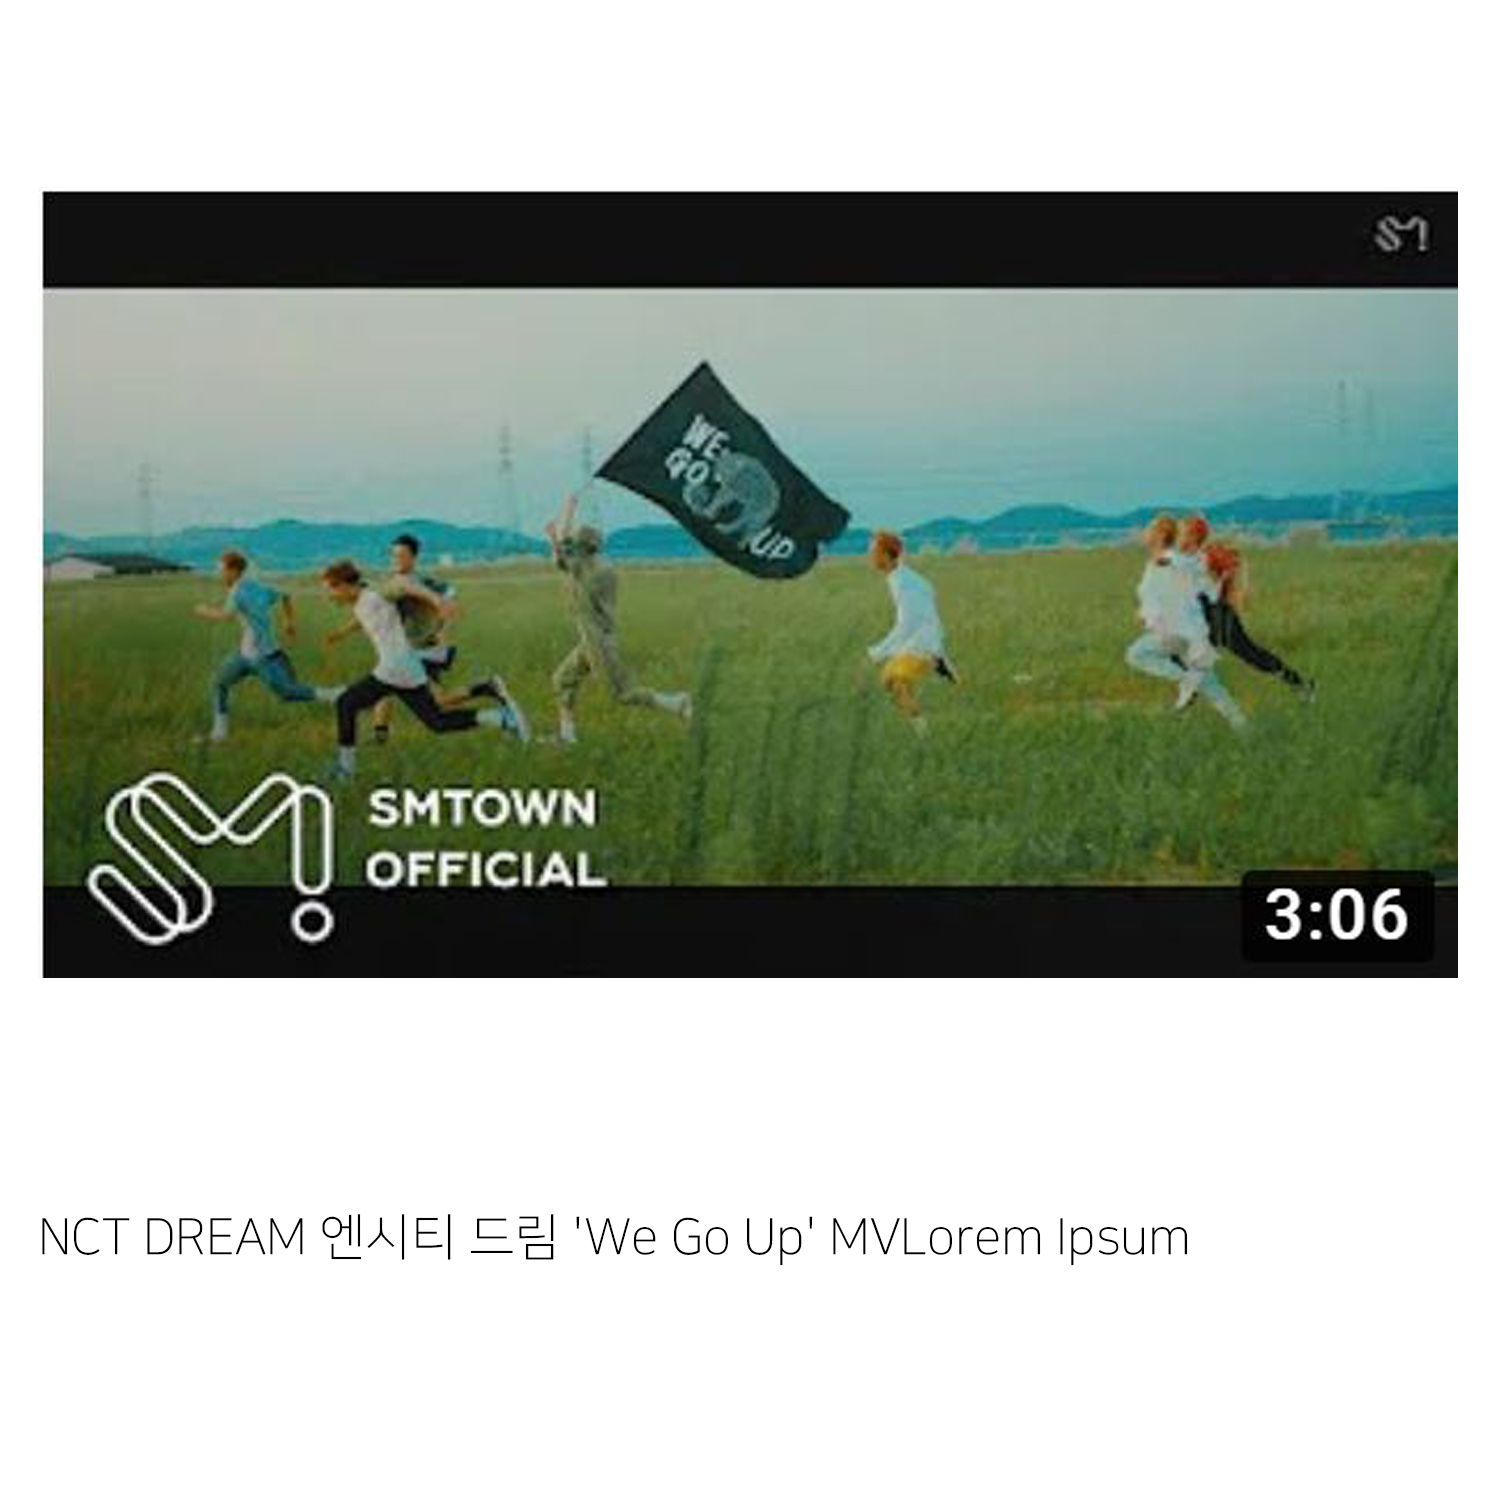 SM
WE
GO
UP
SM
SMTOWN
OFFICIAL
3:06
NCT DREAM 엔시티 드림 'We Go Up' MVLorem Ipsum